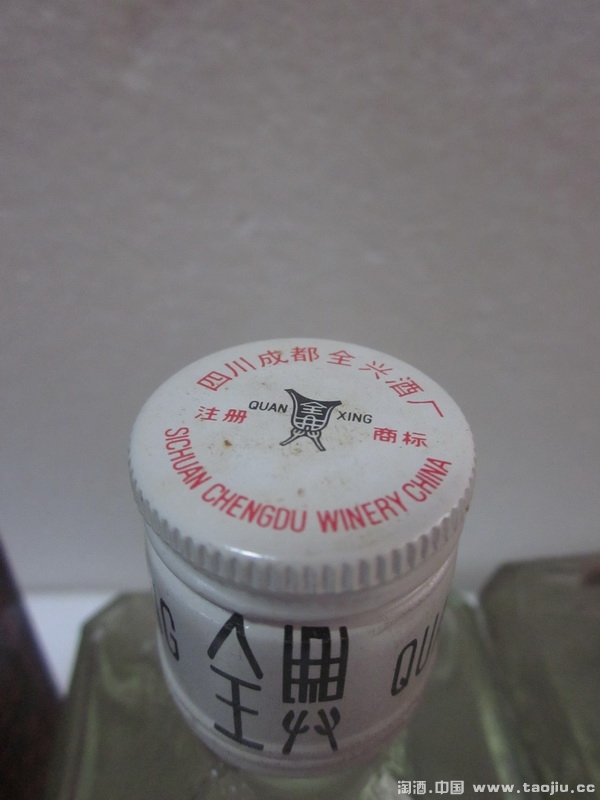 四川成都全兴酒厂
注册 QUAN XING 商标
SICHUAN CHENGDU WINERY CHINA
全興
淘酒.中国 www.taojiu.cc